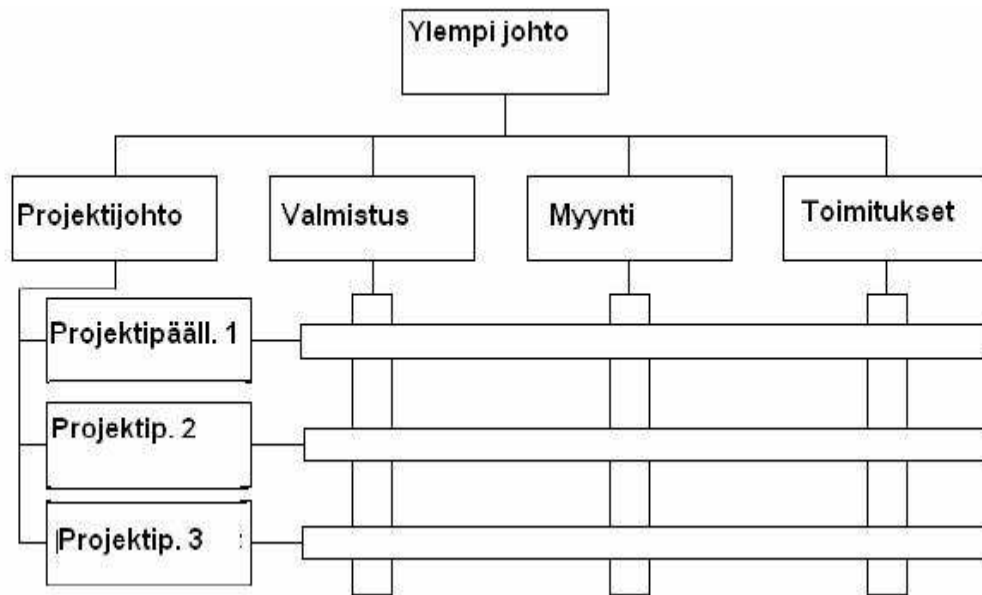 Ylempi johto
Projektijohto
Valmistus
Myynti
Toimitukset
Projektipääll. 1
Projektip. 2
Projektip. 3